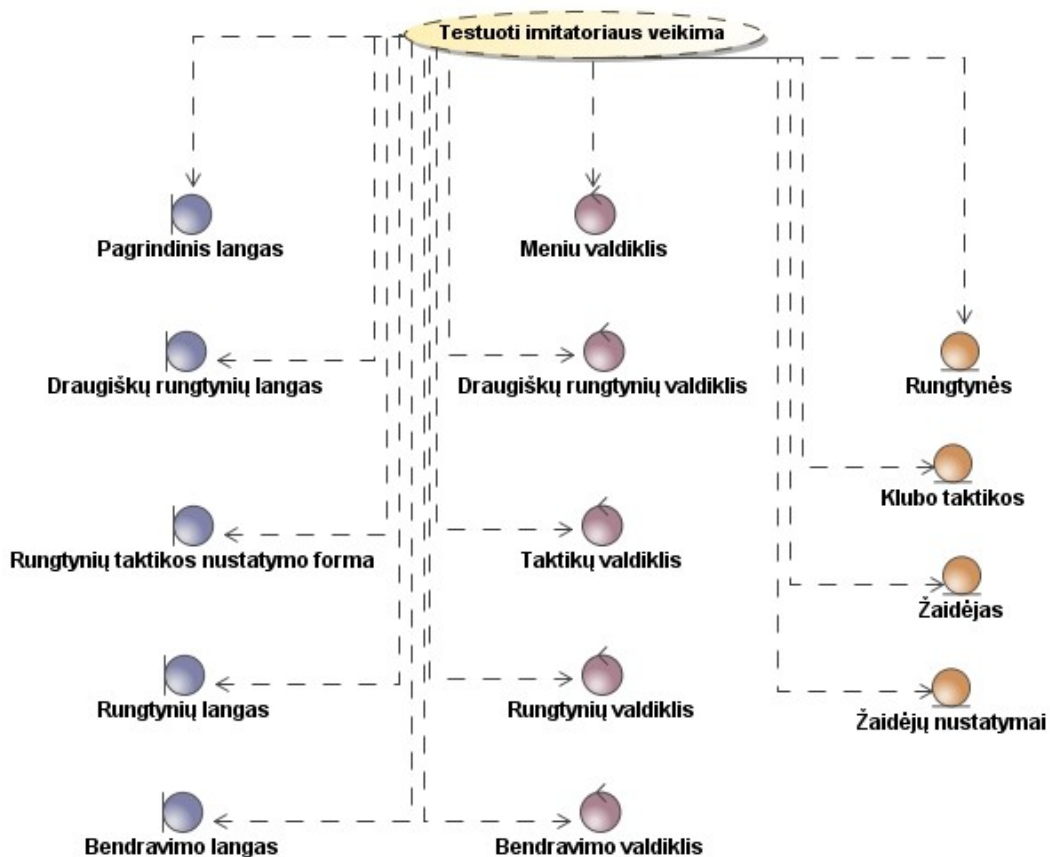 Testuoti imitatoriaus veikima
Pagrindinis langas
Meniu valdiklis
Draugiškų rungtynių langas
Draugiškų rungtynių valdiklis
Rungtynės
Klubo taktikos
Rungtynių taktikos nustatymo forma
Taktikų valdiklis
Žaidėjas
Rungtynių langas
Rungtynių valdiklis
Žaidėjų nustatymai
Bendravimo langas
Bendravimo valdiklis